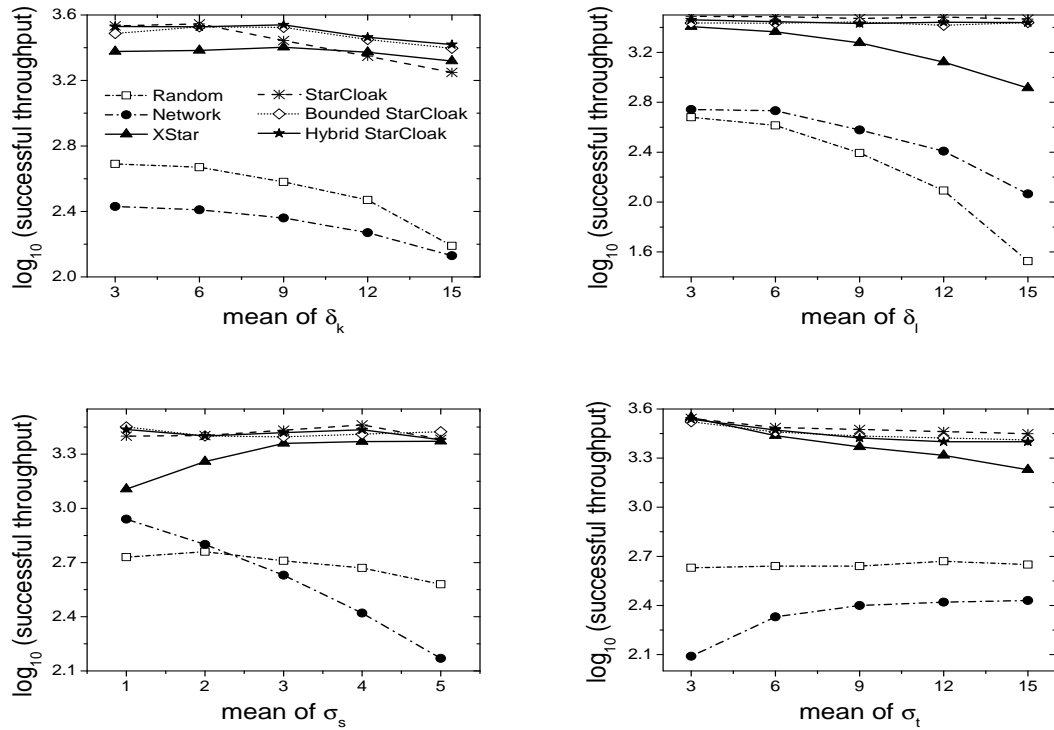 3.6
3.2
2.8
2.4
2.0
log10 (successful throughput)
Random
Network
XStar
StarCloak
Bounded StarCloak
Hybrid StarCloak
3 6 9 12 15
mean of δk
3.2
2.8
2.4
2.0
1.6
log10 (successful throughput)
3 6 9 12 15
mean of δl
3.3
3.0
2.7
2.4
2.1
log10 (successful throughput)
1 2 3 4 5
mean of σs
3.6
3.3
3.0
2.7
2.4
2.1
log10 (successful throughput)
3 6 9 12 15
mean of σt